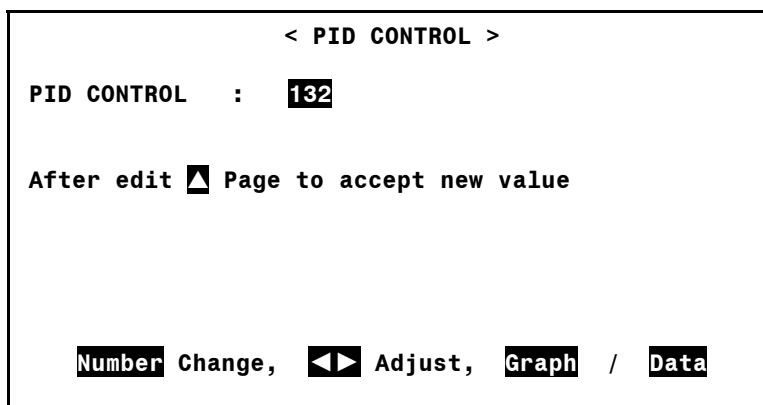 < PID CONTROL >
PID CONTROL : 132
After edit ▲ Page to accept new value
Number Change, ◀▶ Adjust, Graph / Data